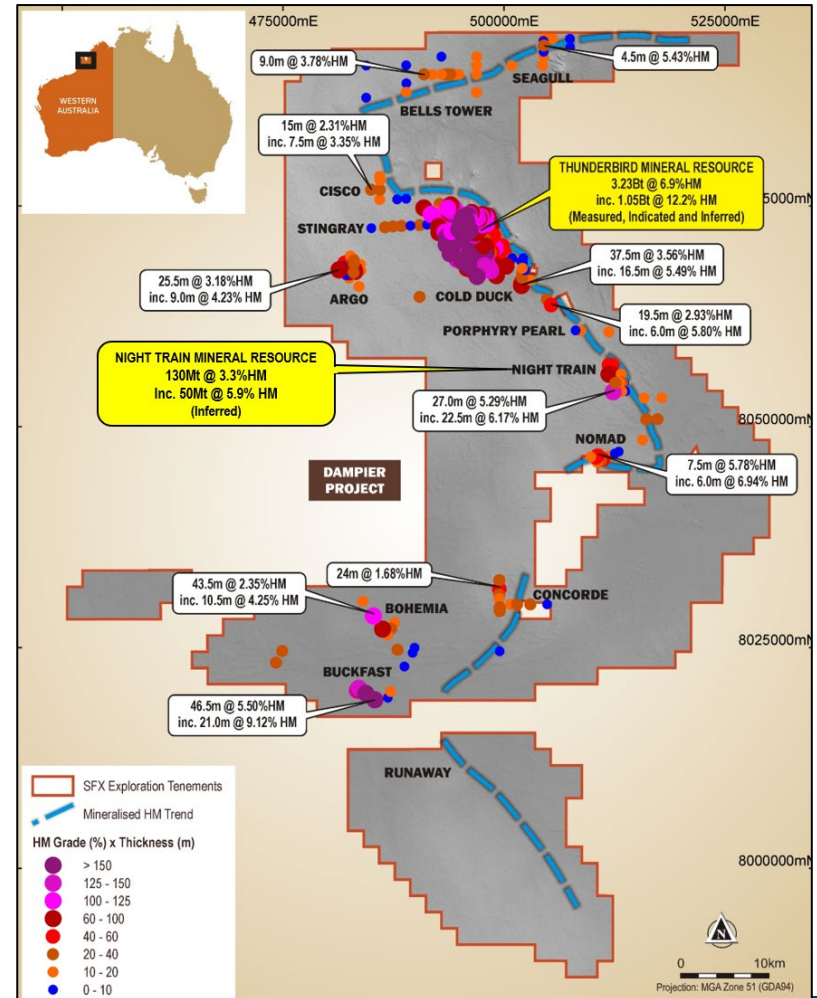 475000mE
500000mE
525000mE
WESTERN
AUSTRALIA
9.0m @ 3.78%HM
4.5m @ 5.43%HM
SEAGULL
BELLS TOWER
15m @ 2.31%HM
inc. 7.5m @ 3.35% HM
THUNDERBIRD MINERAL RESOURCE
3.23Bt @ 6.9%HM
inc. 1.05Bt @ 12.2% HM
(Measured, Indicated and Inferred)
CISCO
5000mN
STINGRAY
37.5m @ 3.56%HM
inc. 16.5m @ 5.49% HM
25.5m @ 3.18%HM
inc. 9.0m @ 4.23% HM
ARGO
COLD DUCK
19.5m @ 2.93%HM
inc. 6.0m @ 5.80% HM
PORPHYRY PEARL
NIGHT TRAIN MINERAL RESOURCE
130Mt @ 3.3%HM
Inc. 50Mt @ 5.9% HM
(Inferred)
NIGHT TRAIN
27.0m @ 5.29%HM
inc. 22.5m @ 6.17% HM
8050000mN
NOMAD
7.5m @ 5.78%HM
inc. 6.0m @ 6.94% HM
DAMPIER
PROJECT
24m @ 1.68%HM
43.5m @ 2.35%HM
inc. 10.5m @ 4.25% HM
CONCORDE
BOHEMIA
8025000mN
BUCKFAST
46.5m @ 5.50%HM
inc. 21.0m @ 9.12% HM
RUNAWAY
SFX Exploration Tenements
Mineralised HM Trend
HM Grade (%) x Thickness (m)
> 150
125 - 150
100 - 125
60 - 100
40 - 60
20 - 40
10 - 20
0 - 10
8000000mN
N
0 10km
Projection: MGA Zone 51 (GDA94)